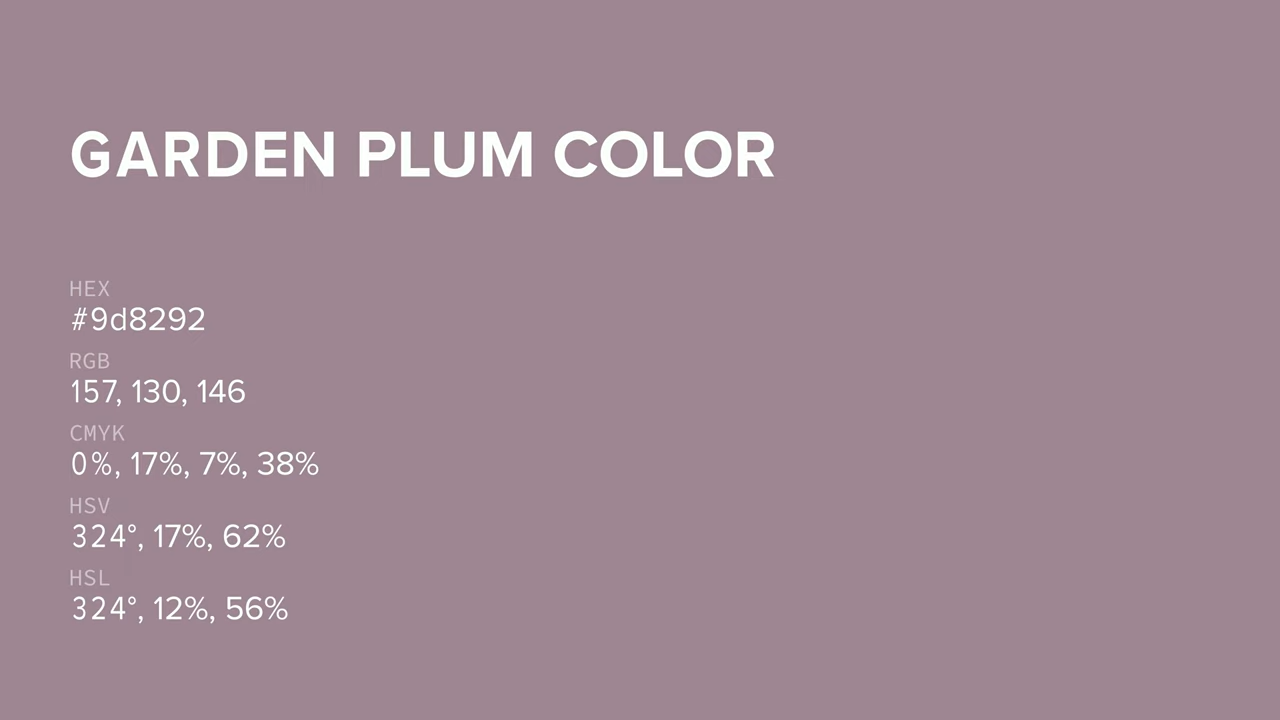 GARDEN PLUM COLOR
HEX
#9d8292
RGB
157, 130, 146
CMYK
0%, 17%, 7%, 38%
HSV
324°, 17%, 62%
HSL
324°, 12%, 56%